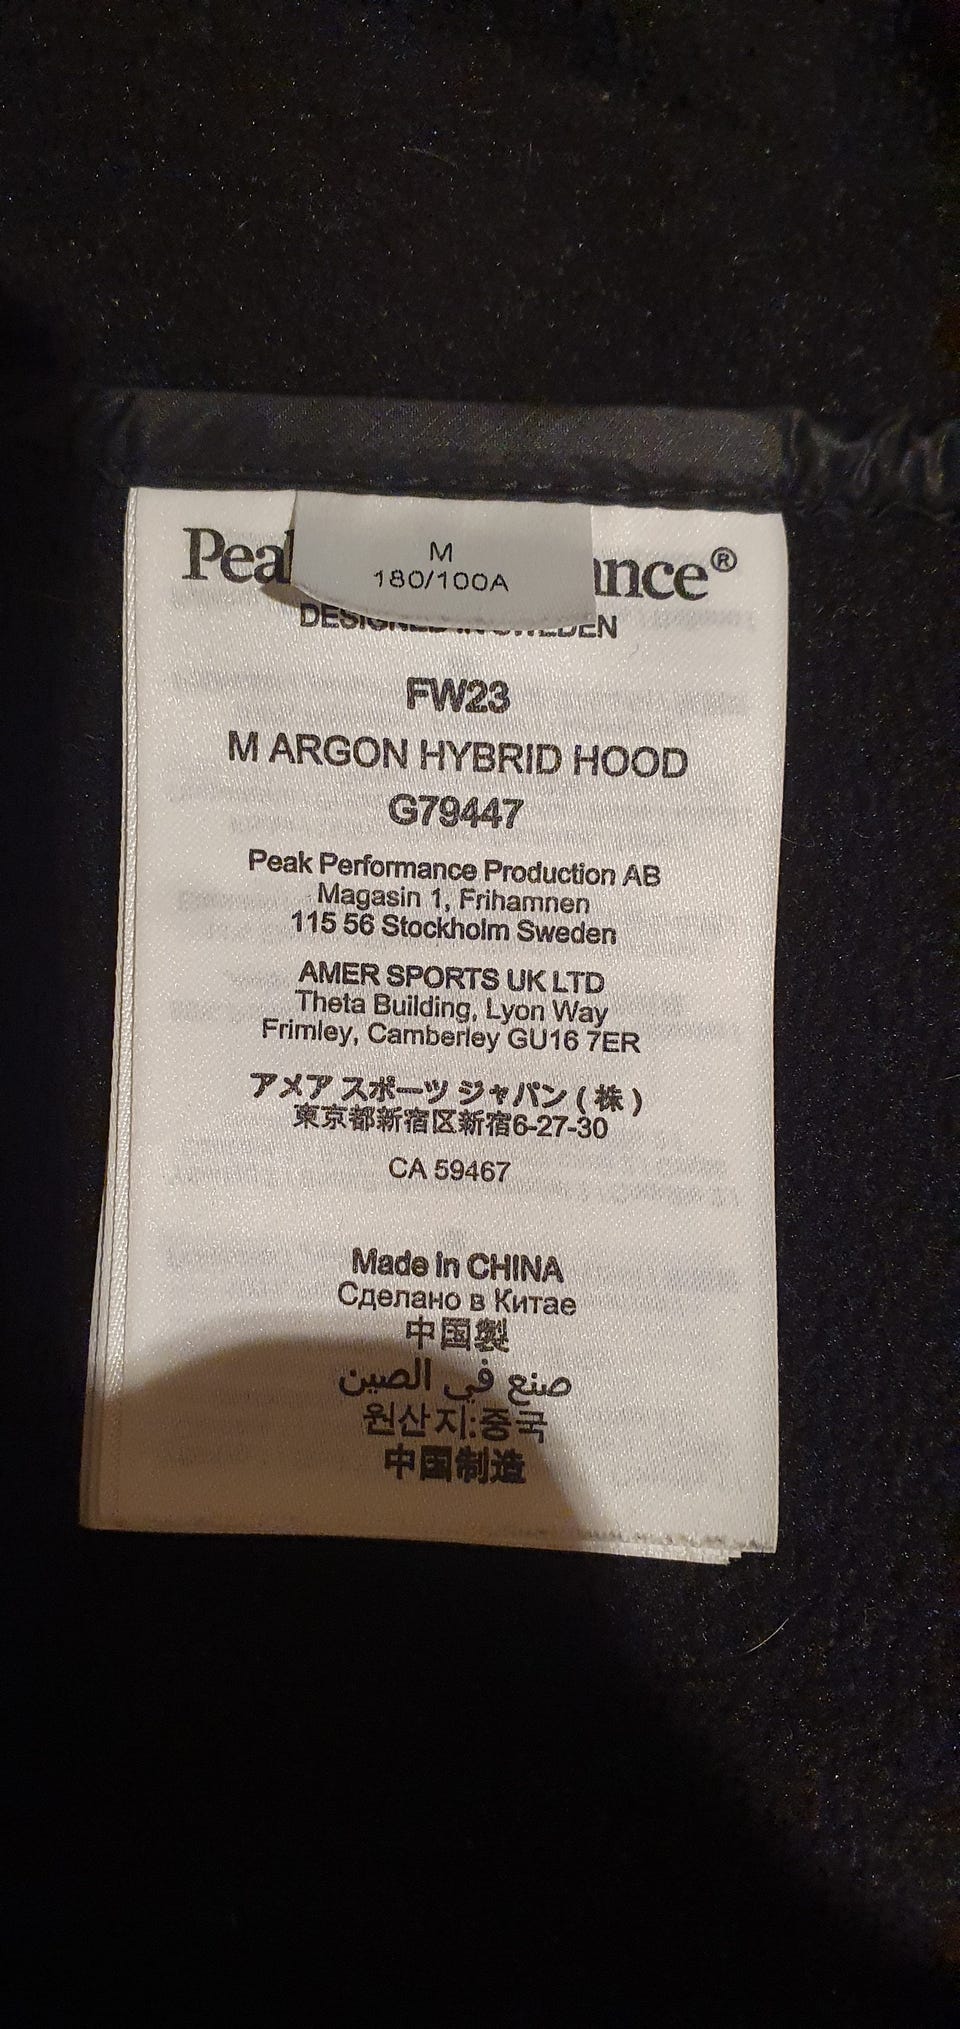 M
180/100A
FW23
M ARGON HYBRID HOOD
G79447
Peak Performance Production AB
Magasin 1, Frihamnen
115 56 Stockholm Sweden
AMER SPORTS UK LTD
Theta Building, Lyon Way
Frimley, Camberley GU16 7ER
アメア スポーツ ジャパン ( 株 )
東京都新宿区新宿6-27-30
CA 59467
Made in CHINA
Сделано в Китае
中国製
صنع في الصين
원산지:중국
中国制造